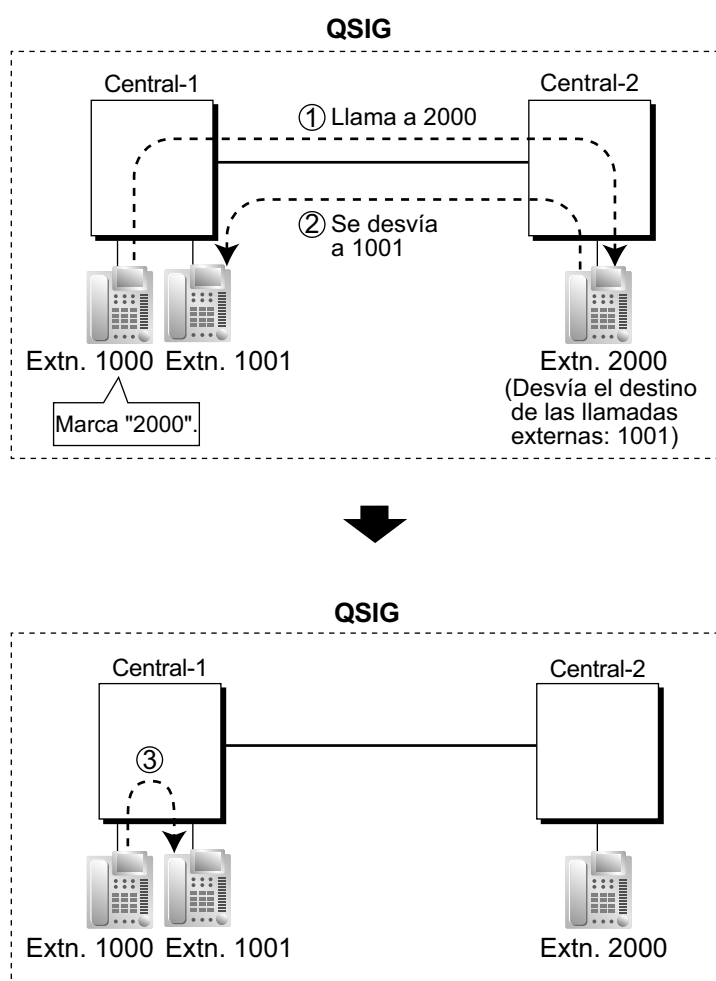 QSIG
Central-1
Central-2
① Llama a 2000
② Se desvía
a 1001
Extn. 1000
Extn. 1001
Extn. 2000
(Desvía el destino
de las llamadas
externas: 1001)
Marca "2000".
QSIG
Central-1
Central-2
③
Extn. 1000
Extn. 1001
Extn. 2000